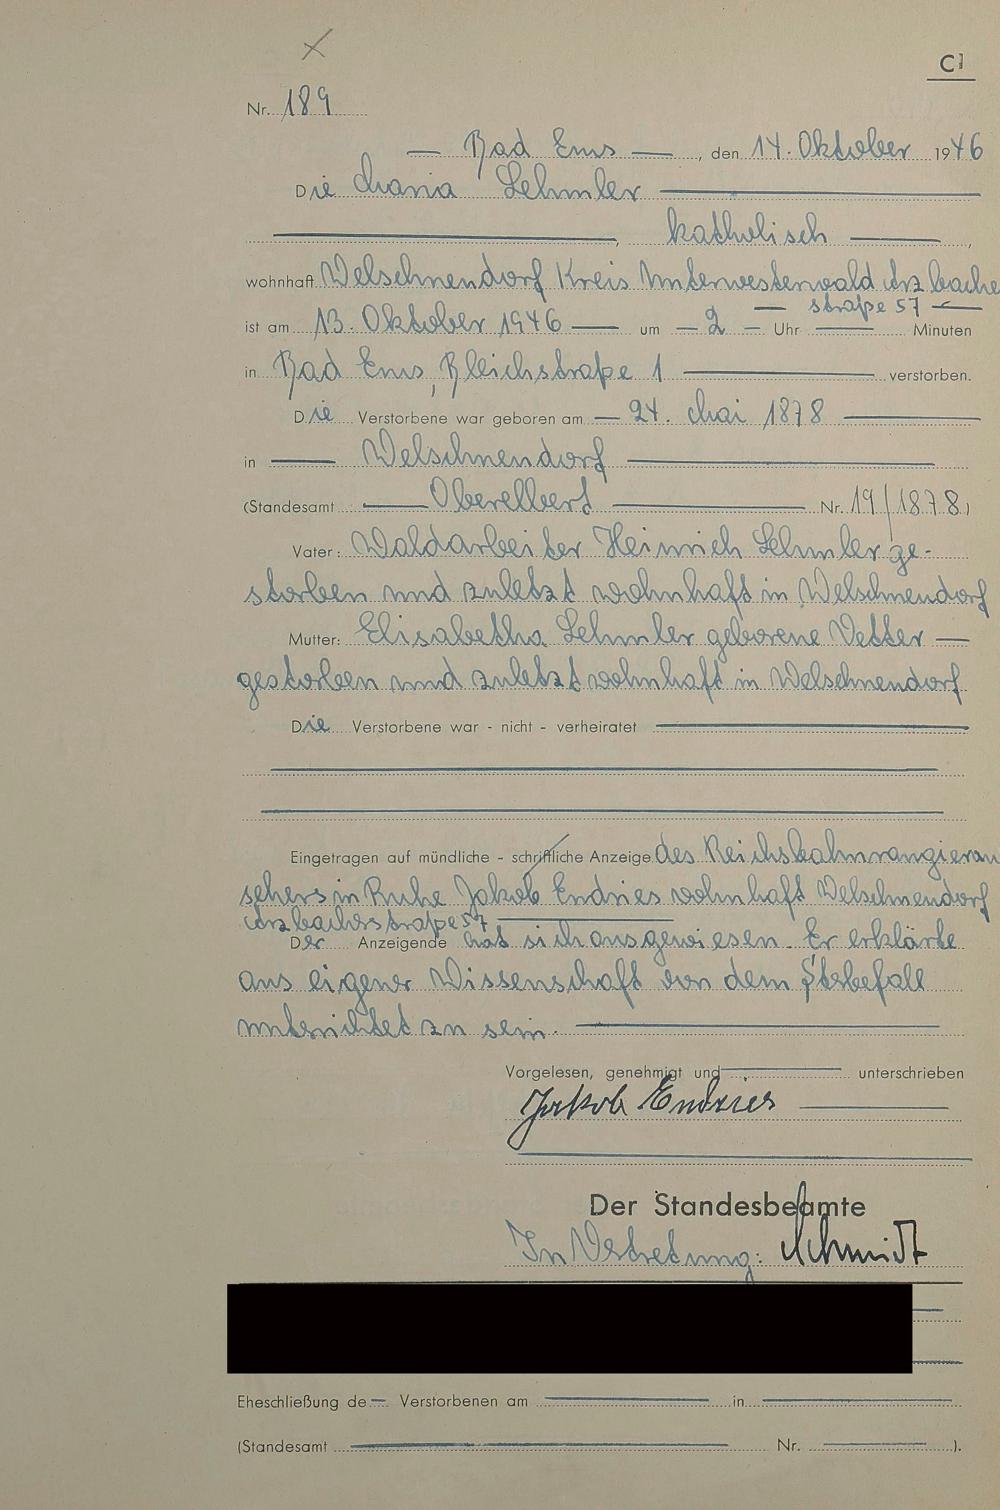 C1
Nr. 189
— Bad Ems —, den 14. Oktober 1946
Die Maria Lehmler
, katholisch —,
wohnhaft Welschneudorf Kreis Unterwesterwald Arzbacher
— straße 57 —
ist am 13. Oktober 1946 — um — 2 — Uhr — Minuten
in Bad Ems, Bleichstraße 1 — verstorben.
Die Verstorbene war geboren am — 24. Mai 1878 —
in — Welschneudorf —
(Standesamt — Oberelbert — Nr. 19/1878)
Vater: Waldarbeiter Heinrich Lehmler ge-
storben und zuletzt wohnhaft in Welschneudorf
Mutter: Elisabetha Lehmler geborene Vetter —
gestorben und zuletzt wohnhaft in Welschneudorf
Die Verstorbene war - nicht - verheiratet —
Eingetragen auf mündliche - schriftliche Anzeige des Reichsbahnrangierauf
sehers in Ruhe Jakob Endries wohnhaft Welschneudorf
Arzbacherstraße 57 —
Der Anzeigende hat sich ausgewiesen. Er erklärte
aus eigener Wissenschaft von dem Sterbefall
unterrichtet zu sein. —
Vorgelesen, genehmigt und — unterschrieben
Jakob Endries —
Der Standesbeamte
In Vertretung: Schmidt
Eheschließung de — Verstorbenen am — in —
(Standesamt — Nr. — ).